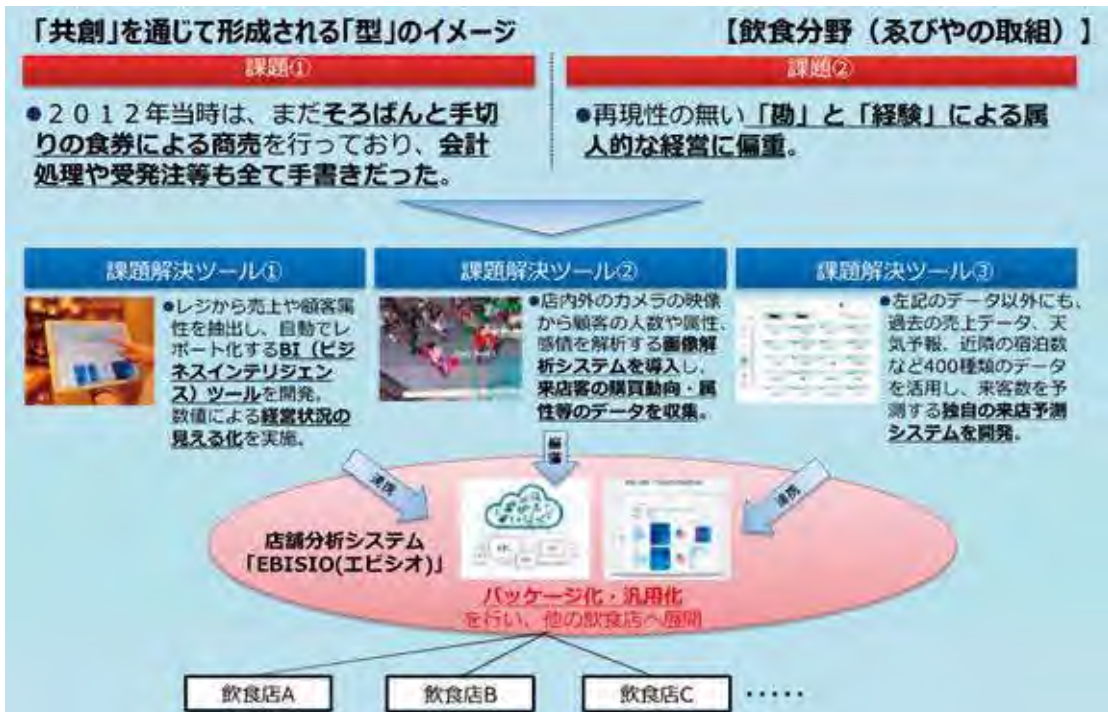 「共創」を通じて形成される「型」のイメージ
【飲食分野（ゑびやの取組）】
課題①
●２０１２年当時は、まだそろばんと手切
りの食券による商売を行っており、会計
処理や受発注等も全て手書きだった。
課題②
●再現性の無い「勘」と「経験」による属
人的な経営に偏重。
課題解決ツール①
●レジから売上や顧客属
性を抽出し、自動でレ
ポート化するBI（ビジ
ネスインテリジェン
ス）ツールを開発。
数値による経営状況の
見える化を実施。
課題解決ツール②
●店内外のカメラの映像
から顧客の人数や属性、
感情を解析する画像解
析システムを導入し、
来店客の購買動向・属
性等のデータを収集。
課題解決ツール③
●左記のデータ以外にも、
過去の売上データ、天
気予報、近隣の宿泊数
など400種類のデータ
を活用し、来客数を予
測する独自の来店予測
システムを開発。
連携
連携
店舗分析システム
「EBISIO(エビシオ)」
パッケージ化・汎用化
を行い、他の飲食店へ展開
飲食店A
飲食店B
飲食店C
・・・・・